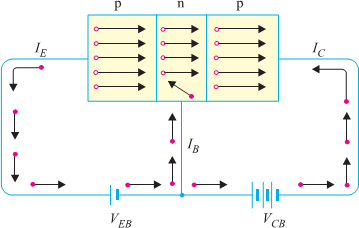 p n p
I_E I_C
I_B
V_EB V_CB